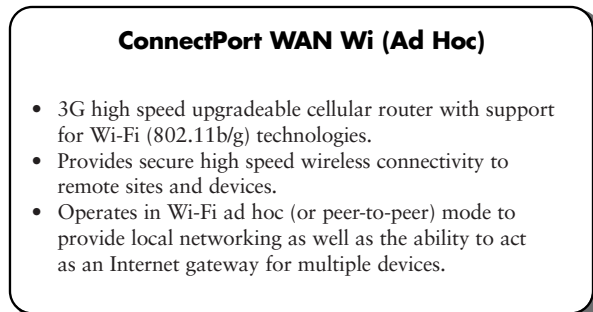 ConnectPort WAN Wi (Ad Hoc)
• 3G high speed upgradeable cellular router with support
for Wi-Fi (802.11b/g) technologies.
• Provides secure high speed wireless connectivity to
remote sites and devices.
• Operates in Wi-Fi ad hoc (or peer-to-peer) mode to
provide local networking as well as the ability to act
as an Internet gateway for multiple devices.